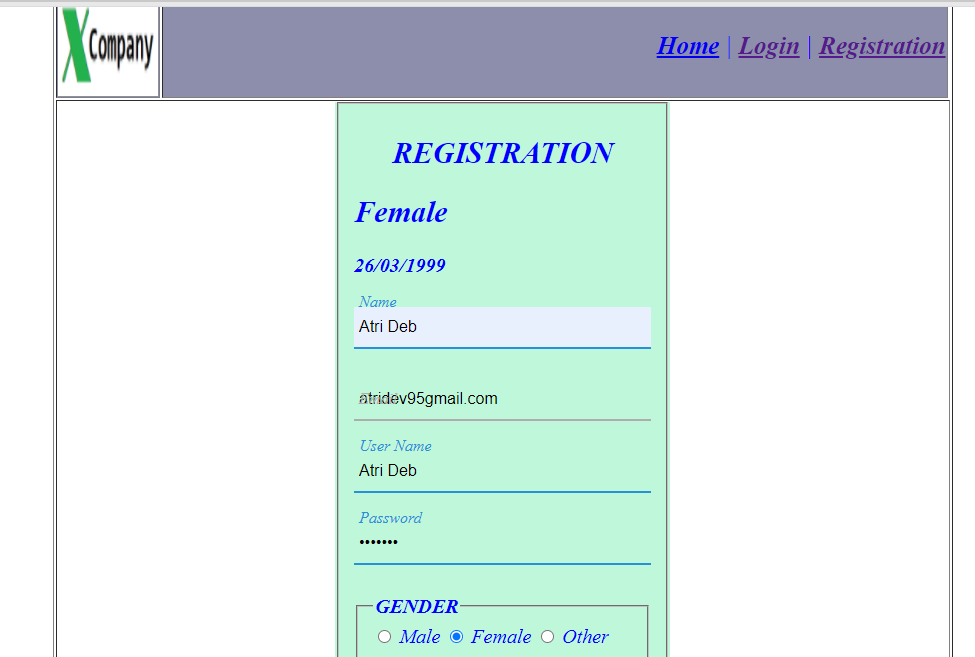 X Company
Home | Login | Registration
REGISTRATION
Female
26/03/1999
Name
Atri Deb
atridev95gmail.com
User Name
Atri Deb
Password
•••••••
GENDER
Male Female Other